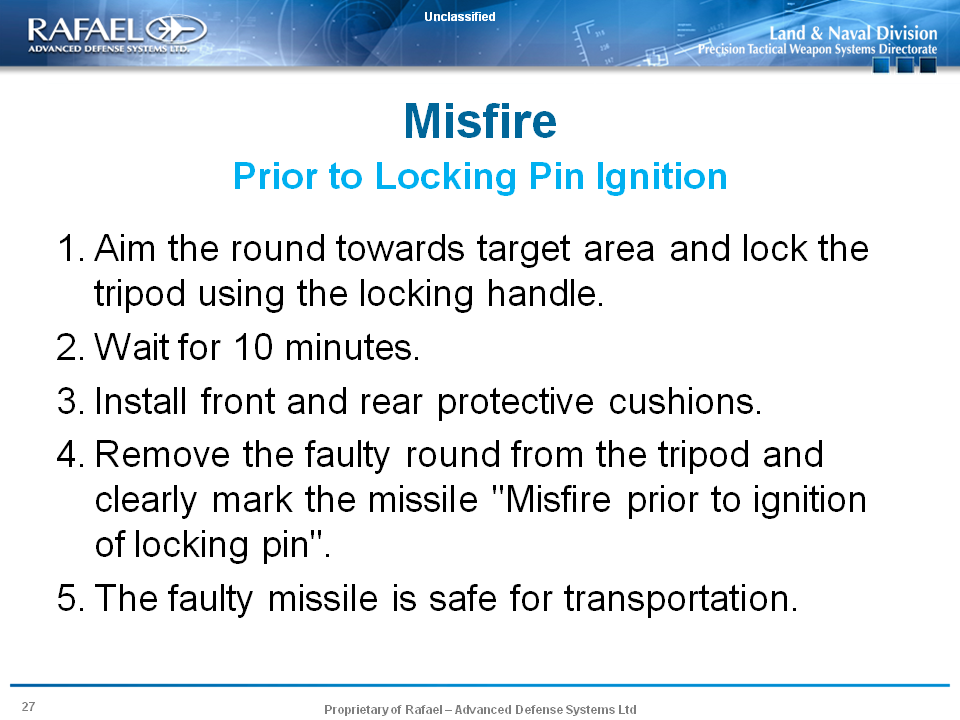 Unclassified
RAFAEL
ADVANCED DEFENSE SYSTEMS LTD.
Land & Naval Division
Precision Tactical Weapon Systems Directorate
Misfire
Prior to Locking Pin Ignition
1. Aim the round towards target area and lock the
tripod using the locking handle.
2. Wait for 10 minutes.
3. Install front and rear protective cushions.
4. Remove the faulty round from the tripod and
clearly mark the missile "Misfire prior to ignition
of locking pin".
5. The faulty missile is safe for transportation.
27
Proprietary of Rafael – Advanced Defense Systems Ltd